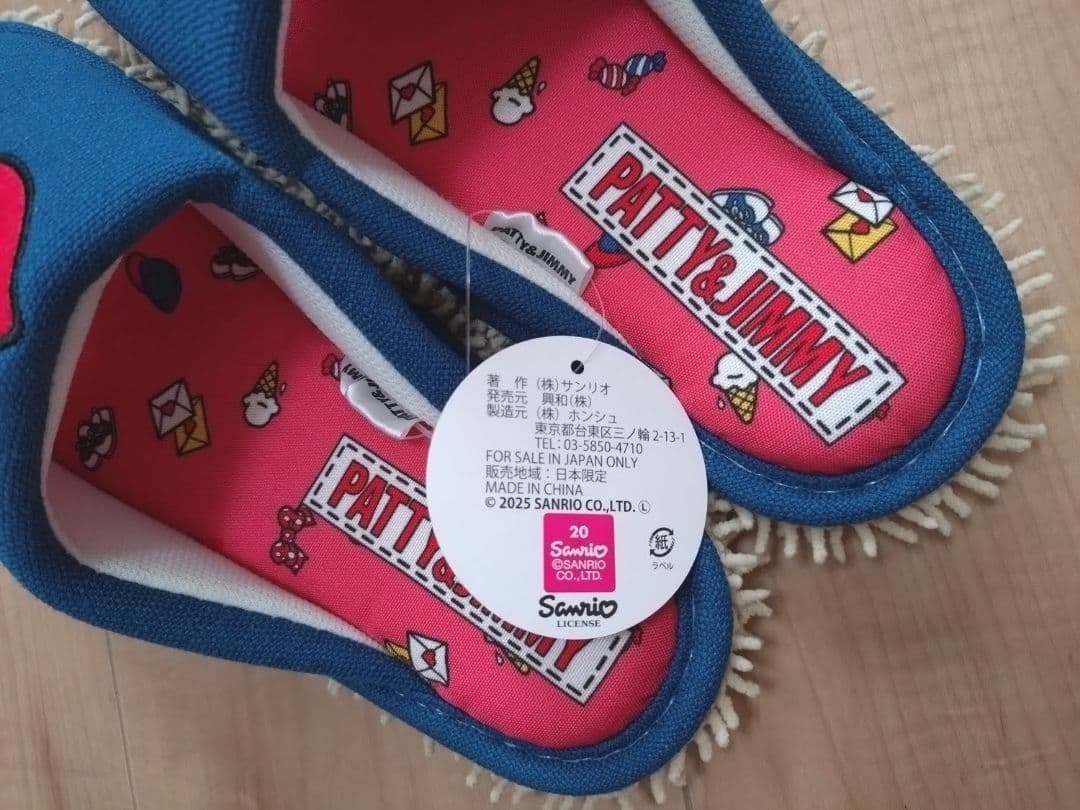 PATTY&JIMMY
PATTY&JIMMY
PATTY&JIMMY
著 作 (株)サンリオ
発売元 興和(株)
製造元 (株) ホンシュ
東京都台東区三ノ輪2-13-1
TEL: 03-5850-4710
FOR SALE IN JAPAN ONLY
販売地域:日本限定
MADE IN CHINA
© 2025 SANRIO CO.,LTD. Ⓛ
20
Sanrio
©SANRIO
CO.,LTD.
紙
ラベル
Sanrio
LICENSE
PATTY&JIMMY